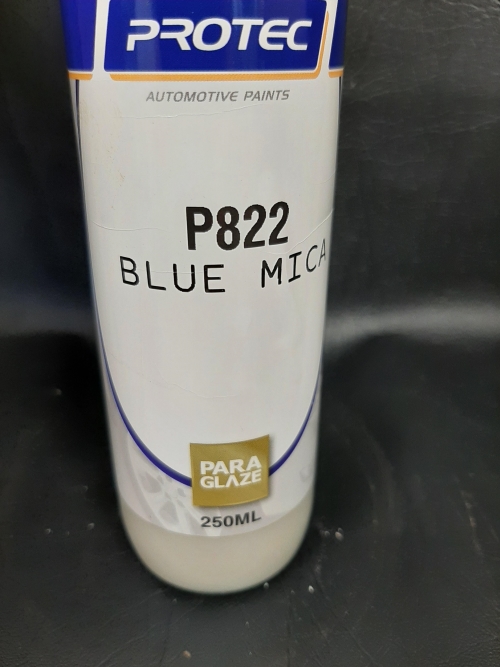 PROTEC
AUTOMOTIVE PAINTS
P822
BLUE MICA
PARA
GLAZE
250ML